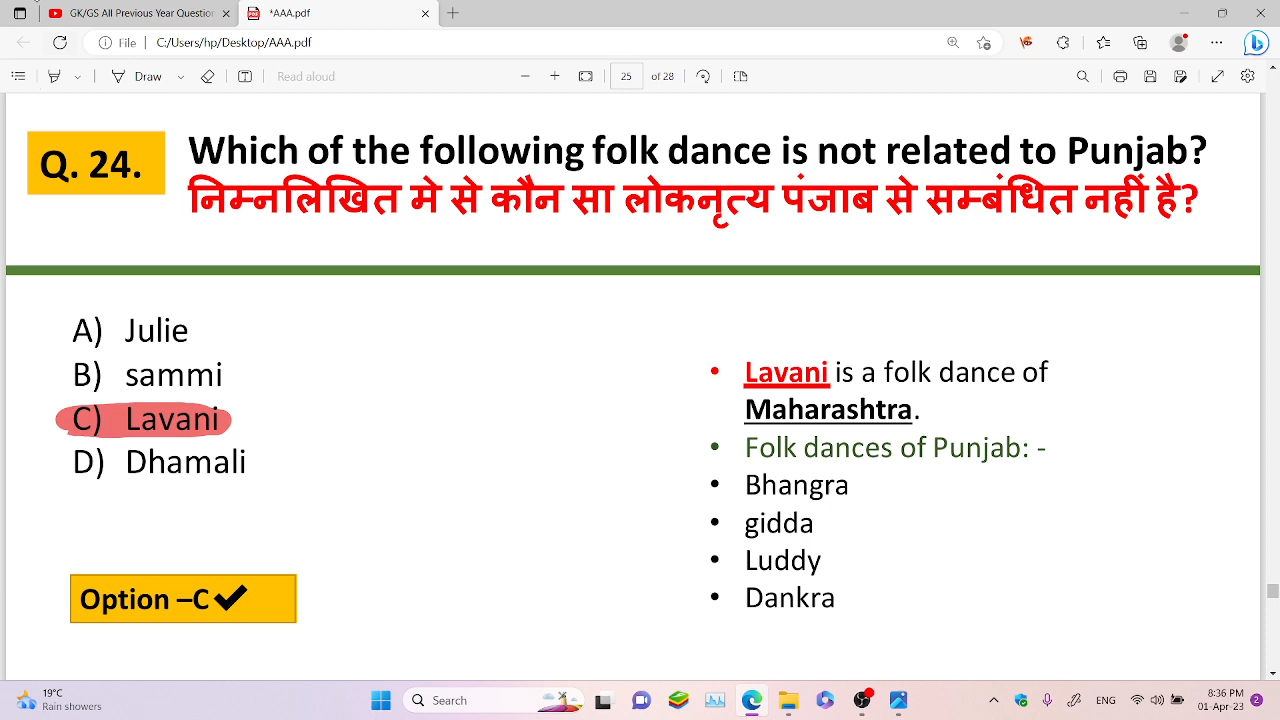 GK/GS All Previous Year Question
*AAA.pdf
File C:/Users/hp/Desktop/AAA.pdf
Draw
Read aloud
25 of 28
Q. 24.
Which of the following folk dance is not related to Punjab?
निम्नलिखित मे से कौन सा लोकनृत्य पंजाब से सम्बंधित नहीं है?
A) Julie
B) sammi
C) Lavani
D) Dhamali
Option –C✔
• Lavani is a folk dance of
Maharashtra.
• Folk dances of Punjab: -
• Bhangra
• gidda
• Luddy
• Dankra
19°C
Rain showers
Search
ENG
8:36 PM
01-Apr-23
2